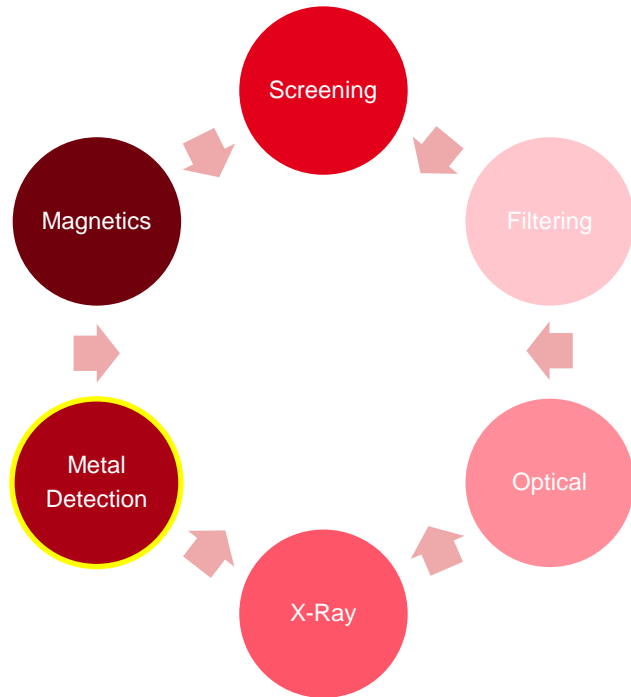 Screening
Filtering
Optical
X-Ray
Metal
Detection
Magnetics